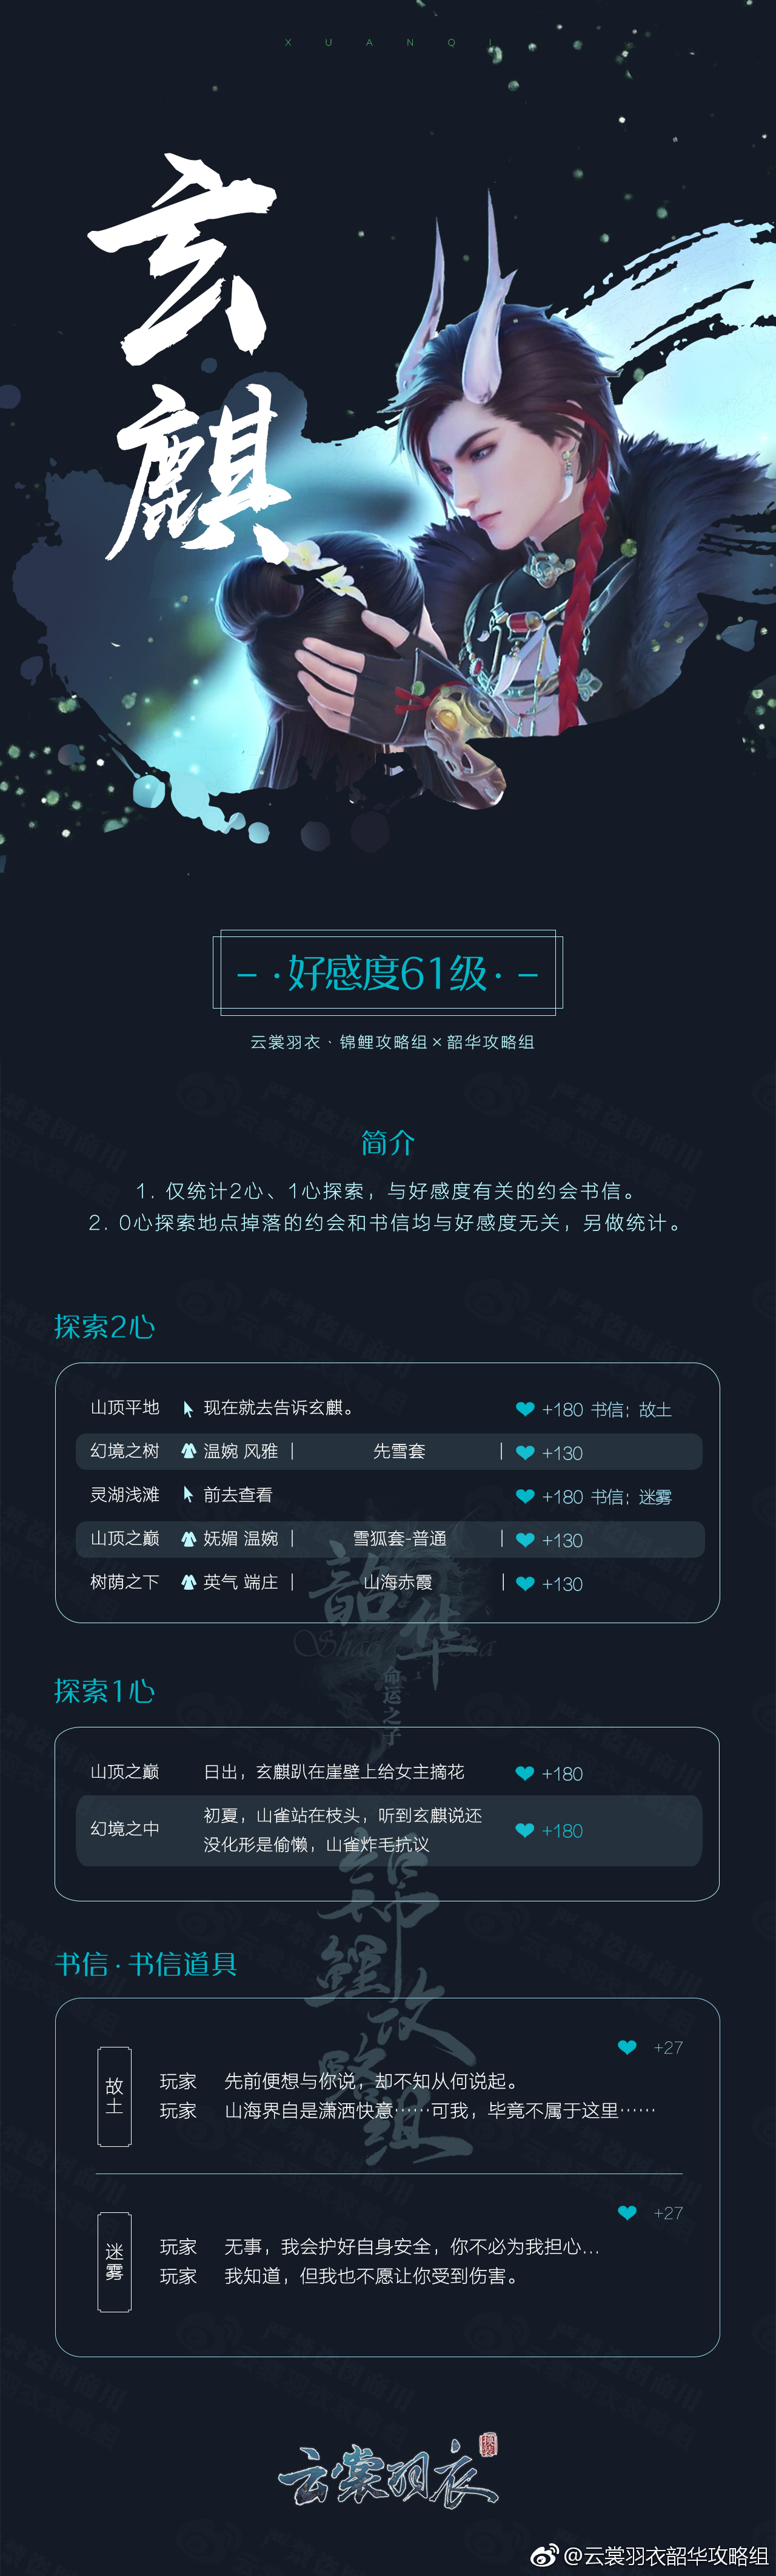 XUANQI
玄麒
-·好感度61级·-
云裳羽衣·锦鲤攻略组×韶华攻略组
简介
1. 仅统计2心、1心探索，与好感度有关的约会书信。
2. 0心探索地点掉落的约会和书信均与好感度无关，另做统计。
探索2心
山顶平地 现在就去告诉玄麒。 +180 书信；故土
幻境之树 温婉 风雅 | 先雪套 | +130
灵湖浅滩 前去查看 +180 书信；迷雾
山顶之巅 妩媚 温婉 | 雪狐套-普通 | +130
树荫之下 英气 端庄 | 山海赤霞 | +130
韶华
命运之子
探索1心
山顶之巅 日出，玄麒趴在崖壁上给女主摘花 +180
幻境之中 初夏，山雀站在枝头，听到玄麒说还 +180
没化形是偷懒，山雀炸毛抗议
锦鲤攻略组
书信·书信道具
+27
故土
玩家 先前便想与你说，却不知从何说起。
玩家 山海界自是潇洒快意……可我，毕竟不属于这里……
+27
迷雾
玩家 无事，我会护好自身安全，你不必为我担心...
玩家 我知道，但我也不愿让你受到伤害。
云裳羽衣
@云裳羽衣韶华攻略组